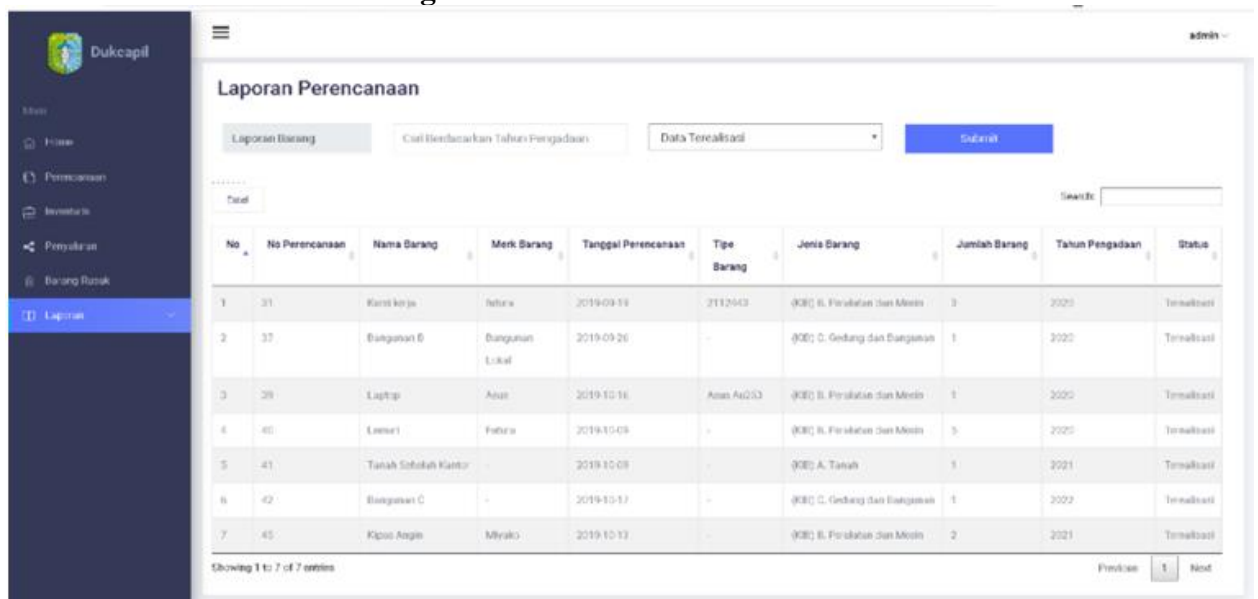 g
Dukcapil
admin
Laporan Perencanaan
Menu
Home
Laporan Barang
Cari Berdasarkan Tahun Pengadaan
Data Terealisasi
Submit
Perencanaan
Inventaris
Excel
Search:
Penyaluran
No
No Perencanaan
Nama Barang
Merk Barang
Tanggal Perencanaan
Tipe Barang
Jenis Barang
Jumlah Barang
Tahun Pengadaan
Status
Barang Rusak
Laporan
1 31 Kursi kerja futura 2019-09-19 (KIB) B. Peralatan dan Mesin 3 2020 Terealisasi
2 37 Bangunan B Bangunan Lokal 2019-09-26 - (KIB) C. Gedung dan Bangunan 1 2020 Terealisasi
3 39 Laptop Asus 2019-10-16 Asus (KIB) B. Peralatan dan Mesin 1 2020 Terealisasi
4 40 Lemari Futura 2019-10-09 - (KIB) B. Peralatan dan Mesin 5 2020 Terealisasi
5 41 Tanah Sebelah Kantor - 2019-10-09 - (KIB) A. Tanah 1 2021 Terealisasi
6 42 Bangunan C - 2019-10-17 - (KIB) C. Gedung dan Bangunan 1 2022 Terealisasi
7 45 Kipas Angin Miyako 2019-10-13 - (KIB) B. Peralatan dan Mesin 2 2021 Terealisasi
Showing 1 to 7 of 7 entries
Previous 1 Next